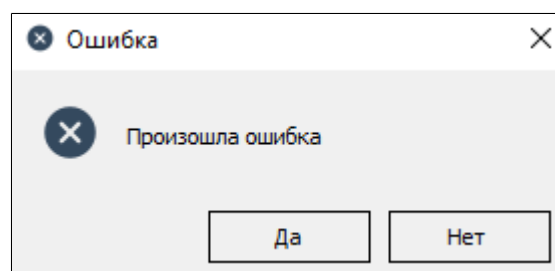 Ошибка
Произошла ошибка
Да Нет